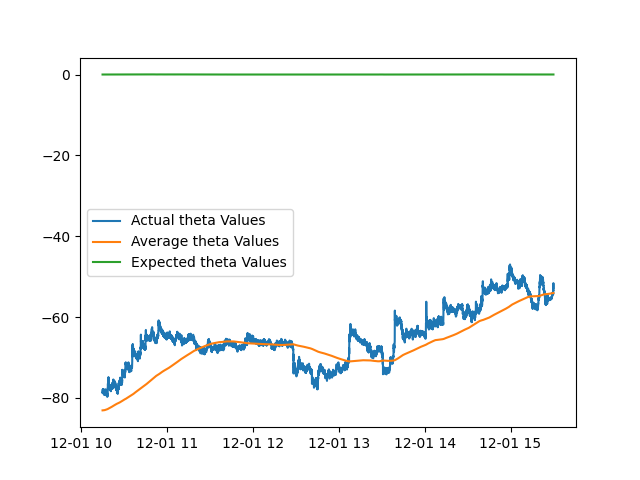 0
−20
−40
−60
−80
Actual theta Values
Average theta Values
Expected theta Values
12-01 10 12-01 11 12-01 12 12-01 13 12-01 14 12-01 15